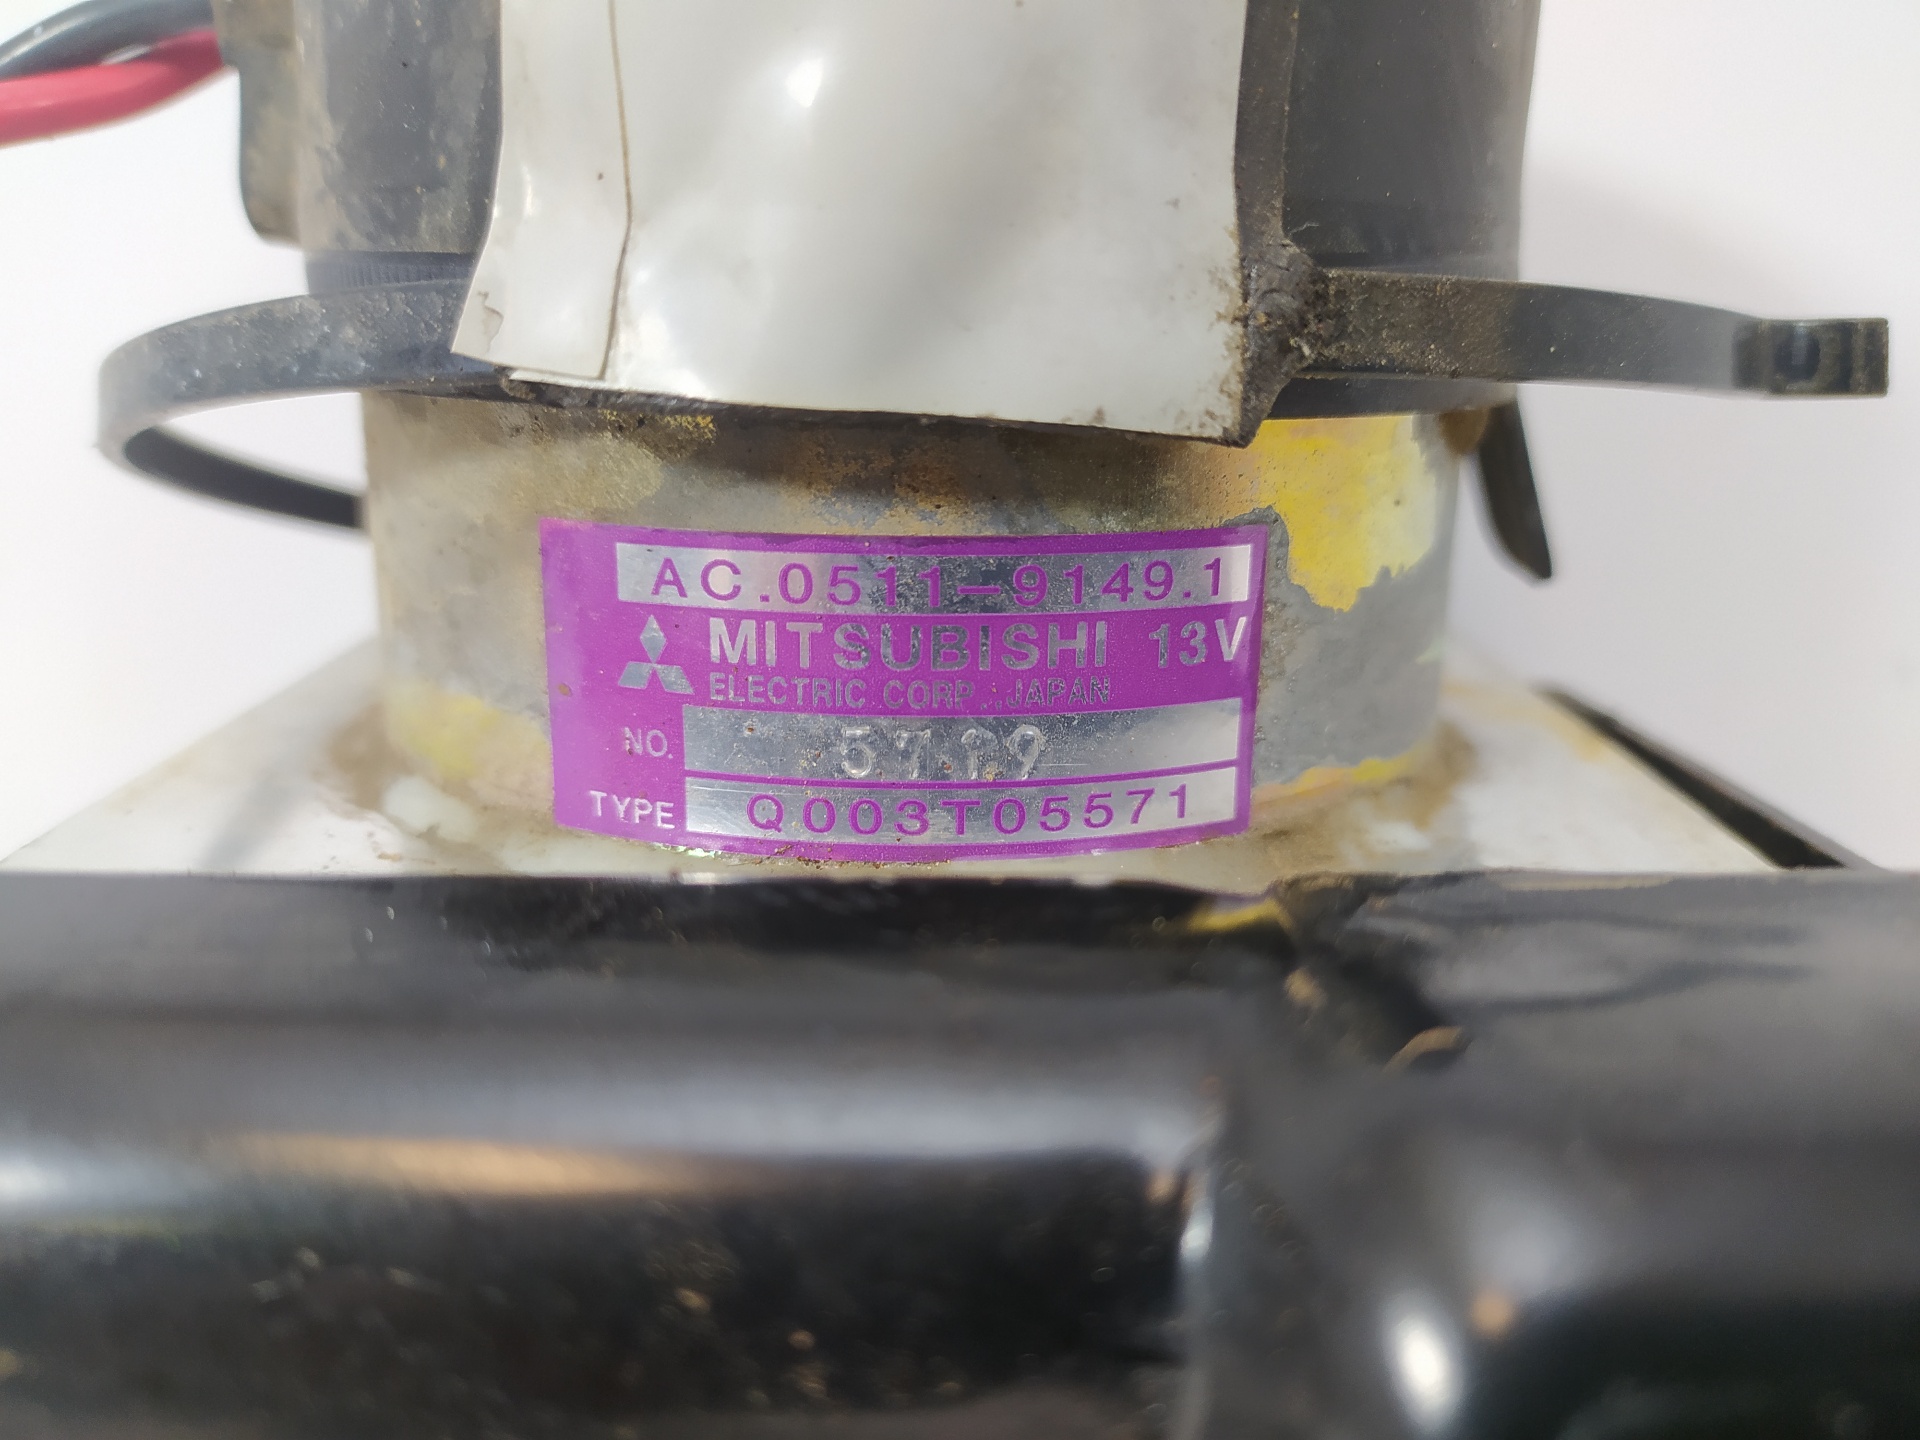 AC.0511-9149.1
MITSUBISHI 13V
ELECTRIC CORP.,JAPAN
NO.
TYPE Q003T05571